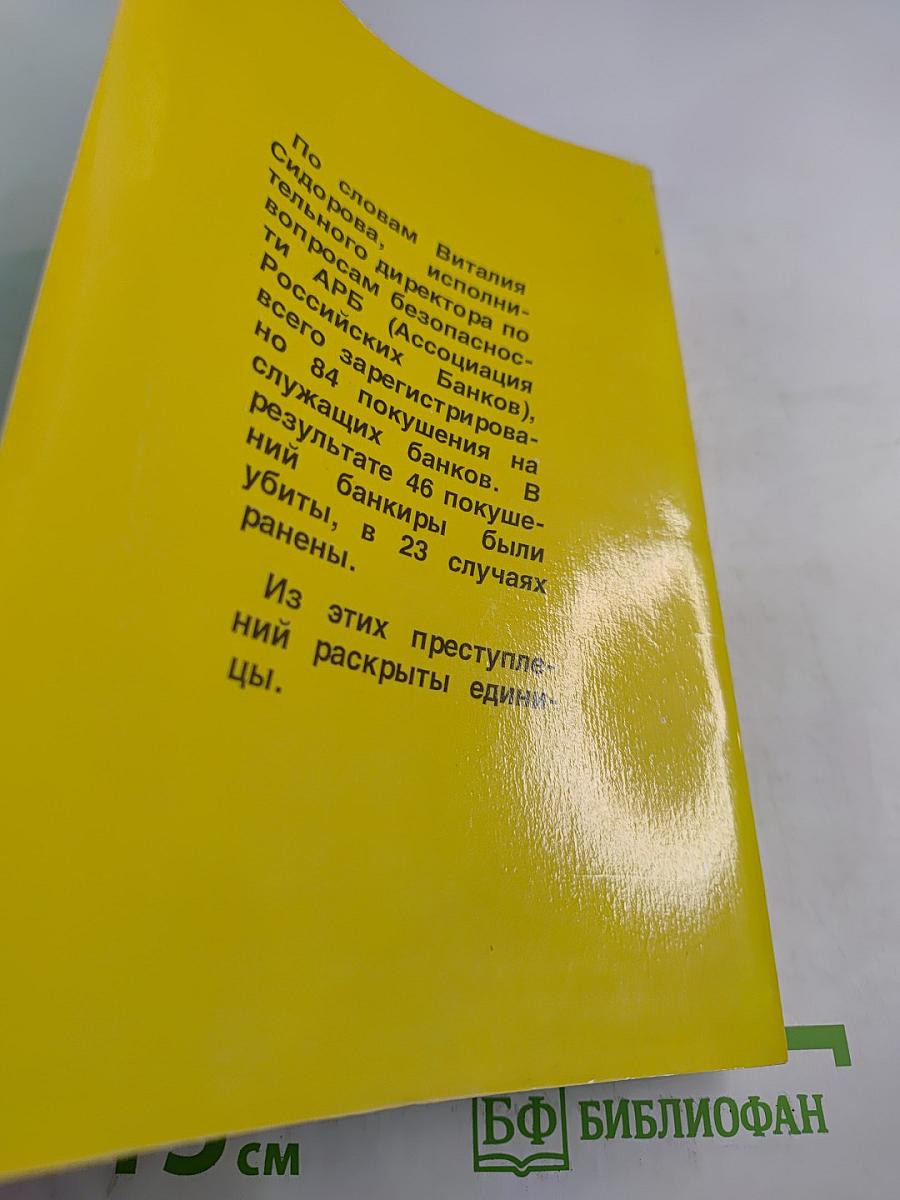 По словам Виталия
Сидорова, исполни-
тельного директора по
вопросам безопаснос-
ти АРБ (Ассоциация
Российских Банков),
всего зарегистрирова-
но 84 покушения на
служащих банков. В
результате 46 покуше-
ний банкиры были
убиты, в 23 случаях
ранены.
Из этих преступле-
ний раскрыты едини-
цы.
см
БФ БИБЛИОФАН